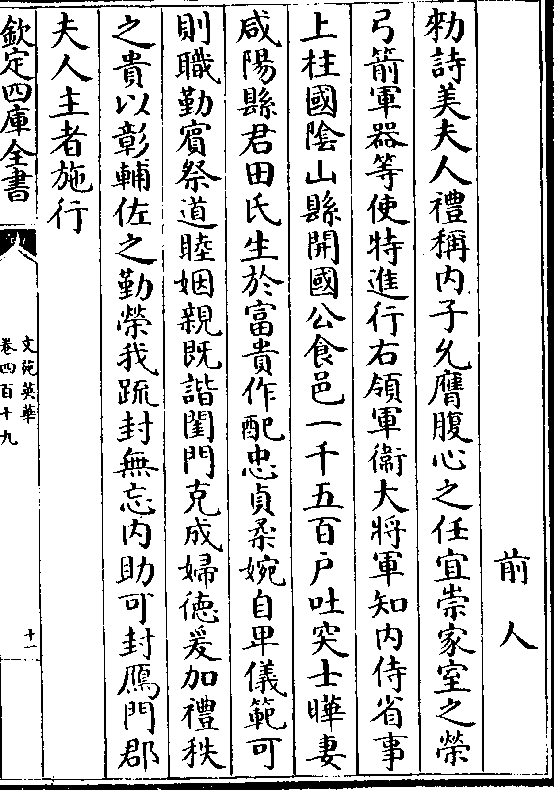 前人
勑詩美夫人禮稱内子允膺腹心之任宜崇家室之榮
弓箭軍器等使特進行右領軍衞大將軍知内侍省事
上柱國陰山縣開國公食邑一千五百户吐突士曄妻
咸陽縣君田氏生於富貴作配忠貞柔婉自卑儀範可
則職勤賓祭道睦姻親既諧閨門克成婦徳爰加禮秩
之貴以彰輔佐之勤榮我疏封無忘内助可封鴈門郡
夫人主者施行
欽定四庫全書
文苑英華
卷四百十九
十一